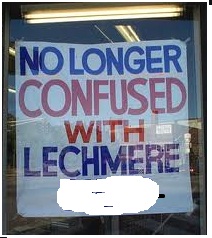 NO LONGER
CONFUSED
WITH
LECHMERE